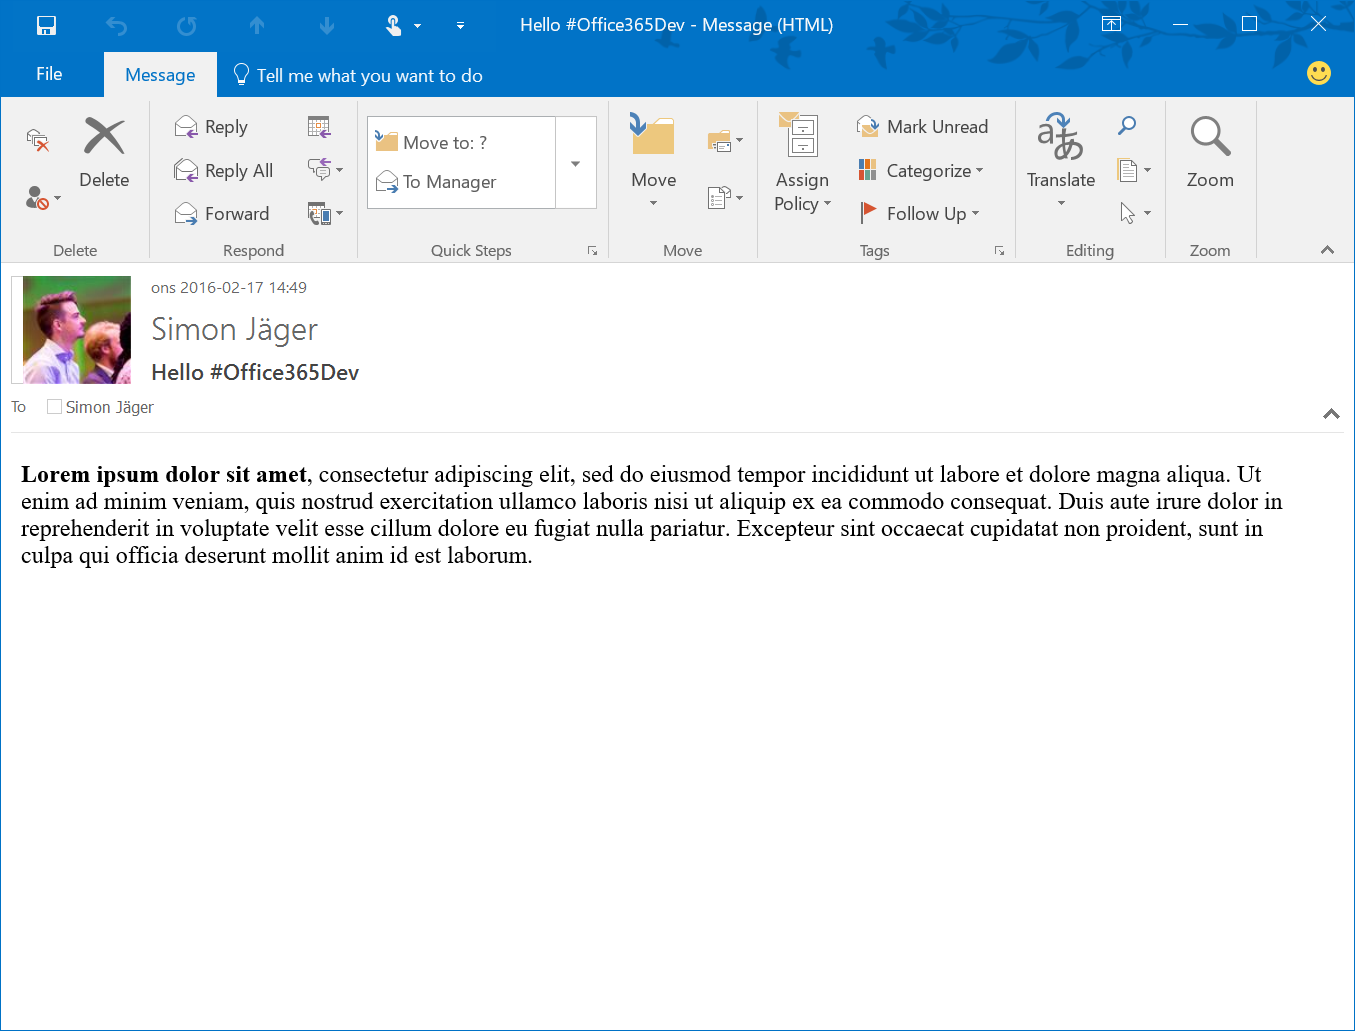 Hello #Office365Dev - Message (HTML)
File
Message
Tell me what you want to do
Delete
Reply
Reply All
Forward
Move to: ?
To Manager
Move
Assign
Policy
Mark Unread
Categorize
Follow Up
Translate
Zoom
Delete
Respond
Quick Steps
Move
Tags
Editing
Zoom
ons 2016-02-17 14:49
Simon Jäger
Hello #Office365Dev
To Simon Jäger
Lorem ipsum dolor sit amet, consectetur adipiscing elit, sed do eiusmod tempor incididunt ut labore et dolore magna aliqua. Ut
enim ad minim veniam, quis nostrud exercitation ullamco laboris nisi ut aliquip ex ea commodo consequat. Duis aute irure dolor in
reprehenderit in voluptate velit esse cillum dolore eu fugiat nulla pariatur. Excepteur sint occaecat cupidatat non proident, sunt in
culpa qui officia deserunt mollit anim id est laborum.